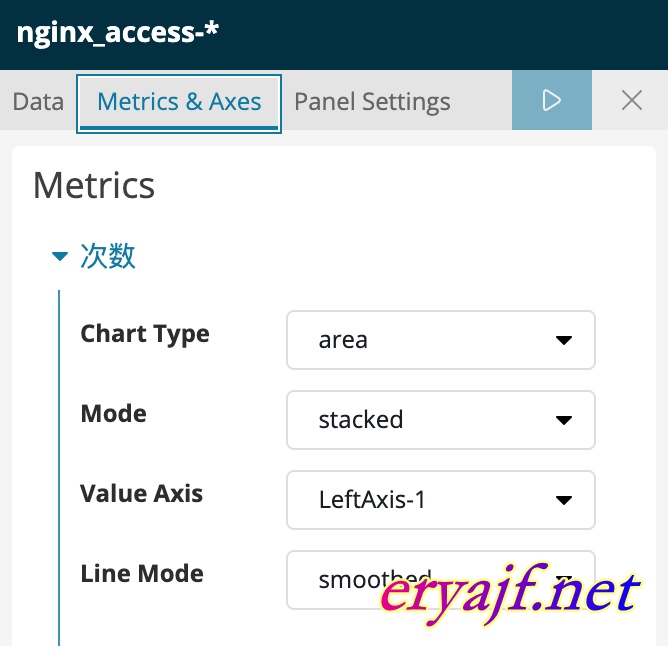 nginx_access-*
Data Metrics & Axes Panel Settings
Metrics
次数
Chart Type area
Mode stacked
Value Axis LeftAxis-1
Line Mode smoothed
eryajf.net